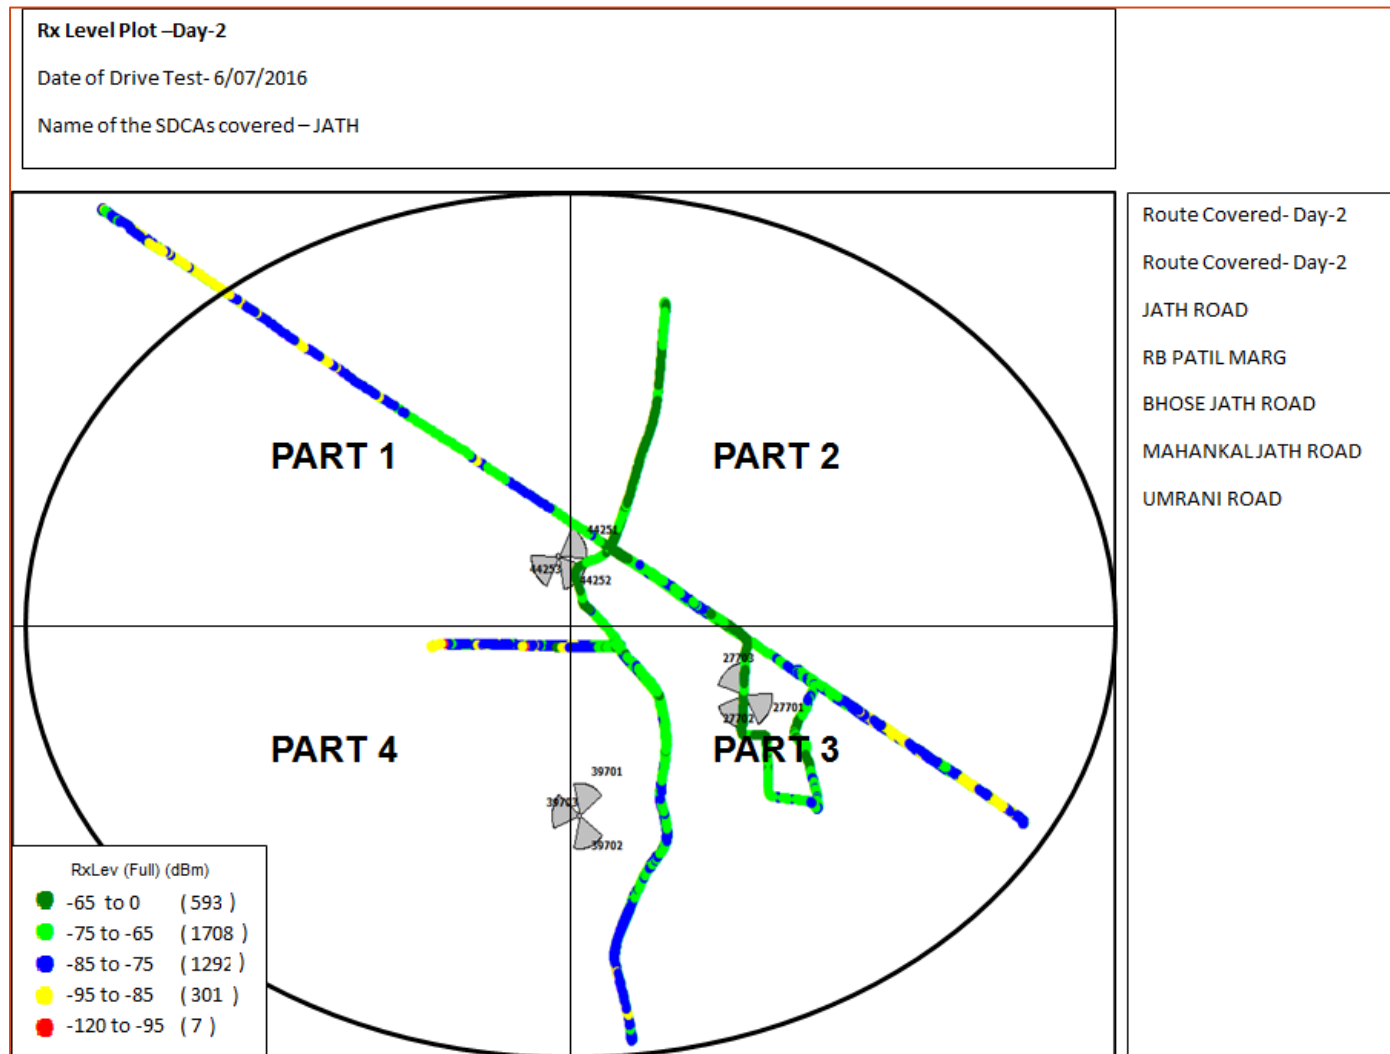 Rx Level Plot –Day-2
Date of Drive Test- 6/07/2016
Name of the SDCAs covered – JATH
Route Covered- Day-2
Route Covered- Day-2
JATH ROAD
RB PATIL MARG
BHOSE JATH ROAD
MAHANKALJATH ROAD
UMRANI ROAD
PART 1
PART 2
44251
44253
44252
27703
27701
27702
PART 4
PART 3
39701
39703
39702
RxLev (Full) (dBm)
-65 to 0 ( 593 )
-75 to -65 ( 1708 )
-85 to -75 ( 1292 )
-95 to -85 ( 301 )
-120 to -95 ( 7 )